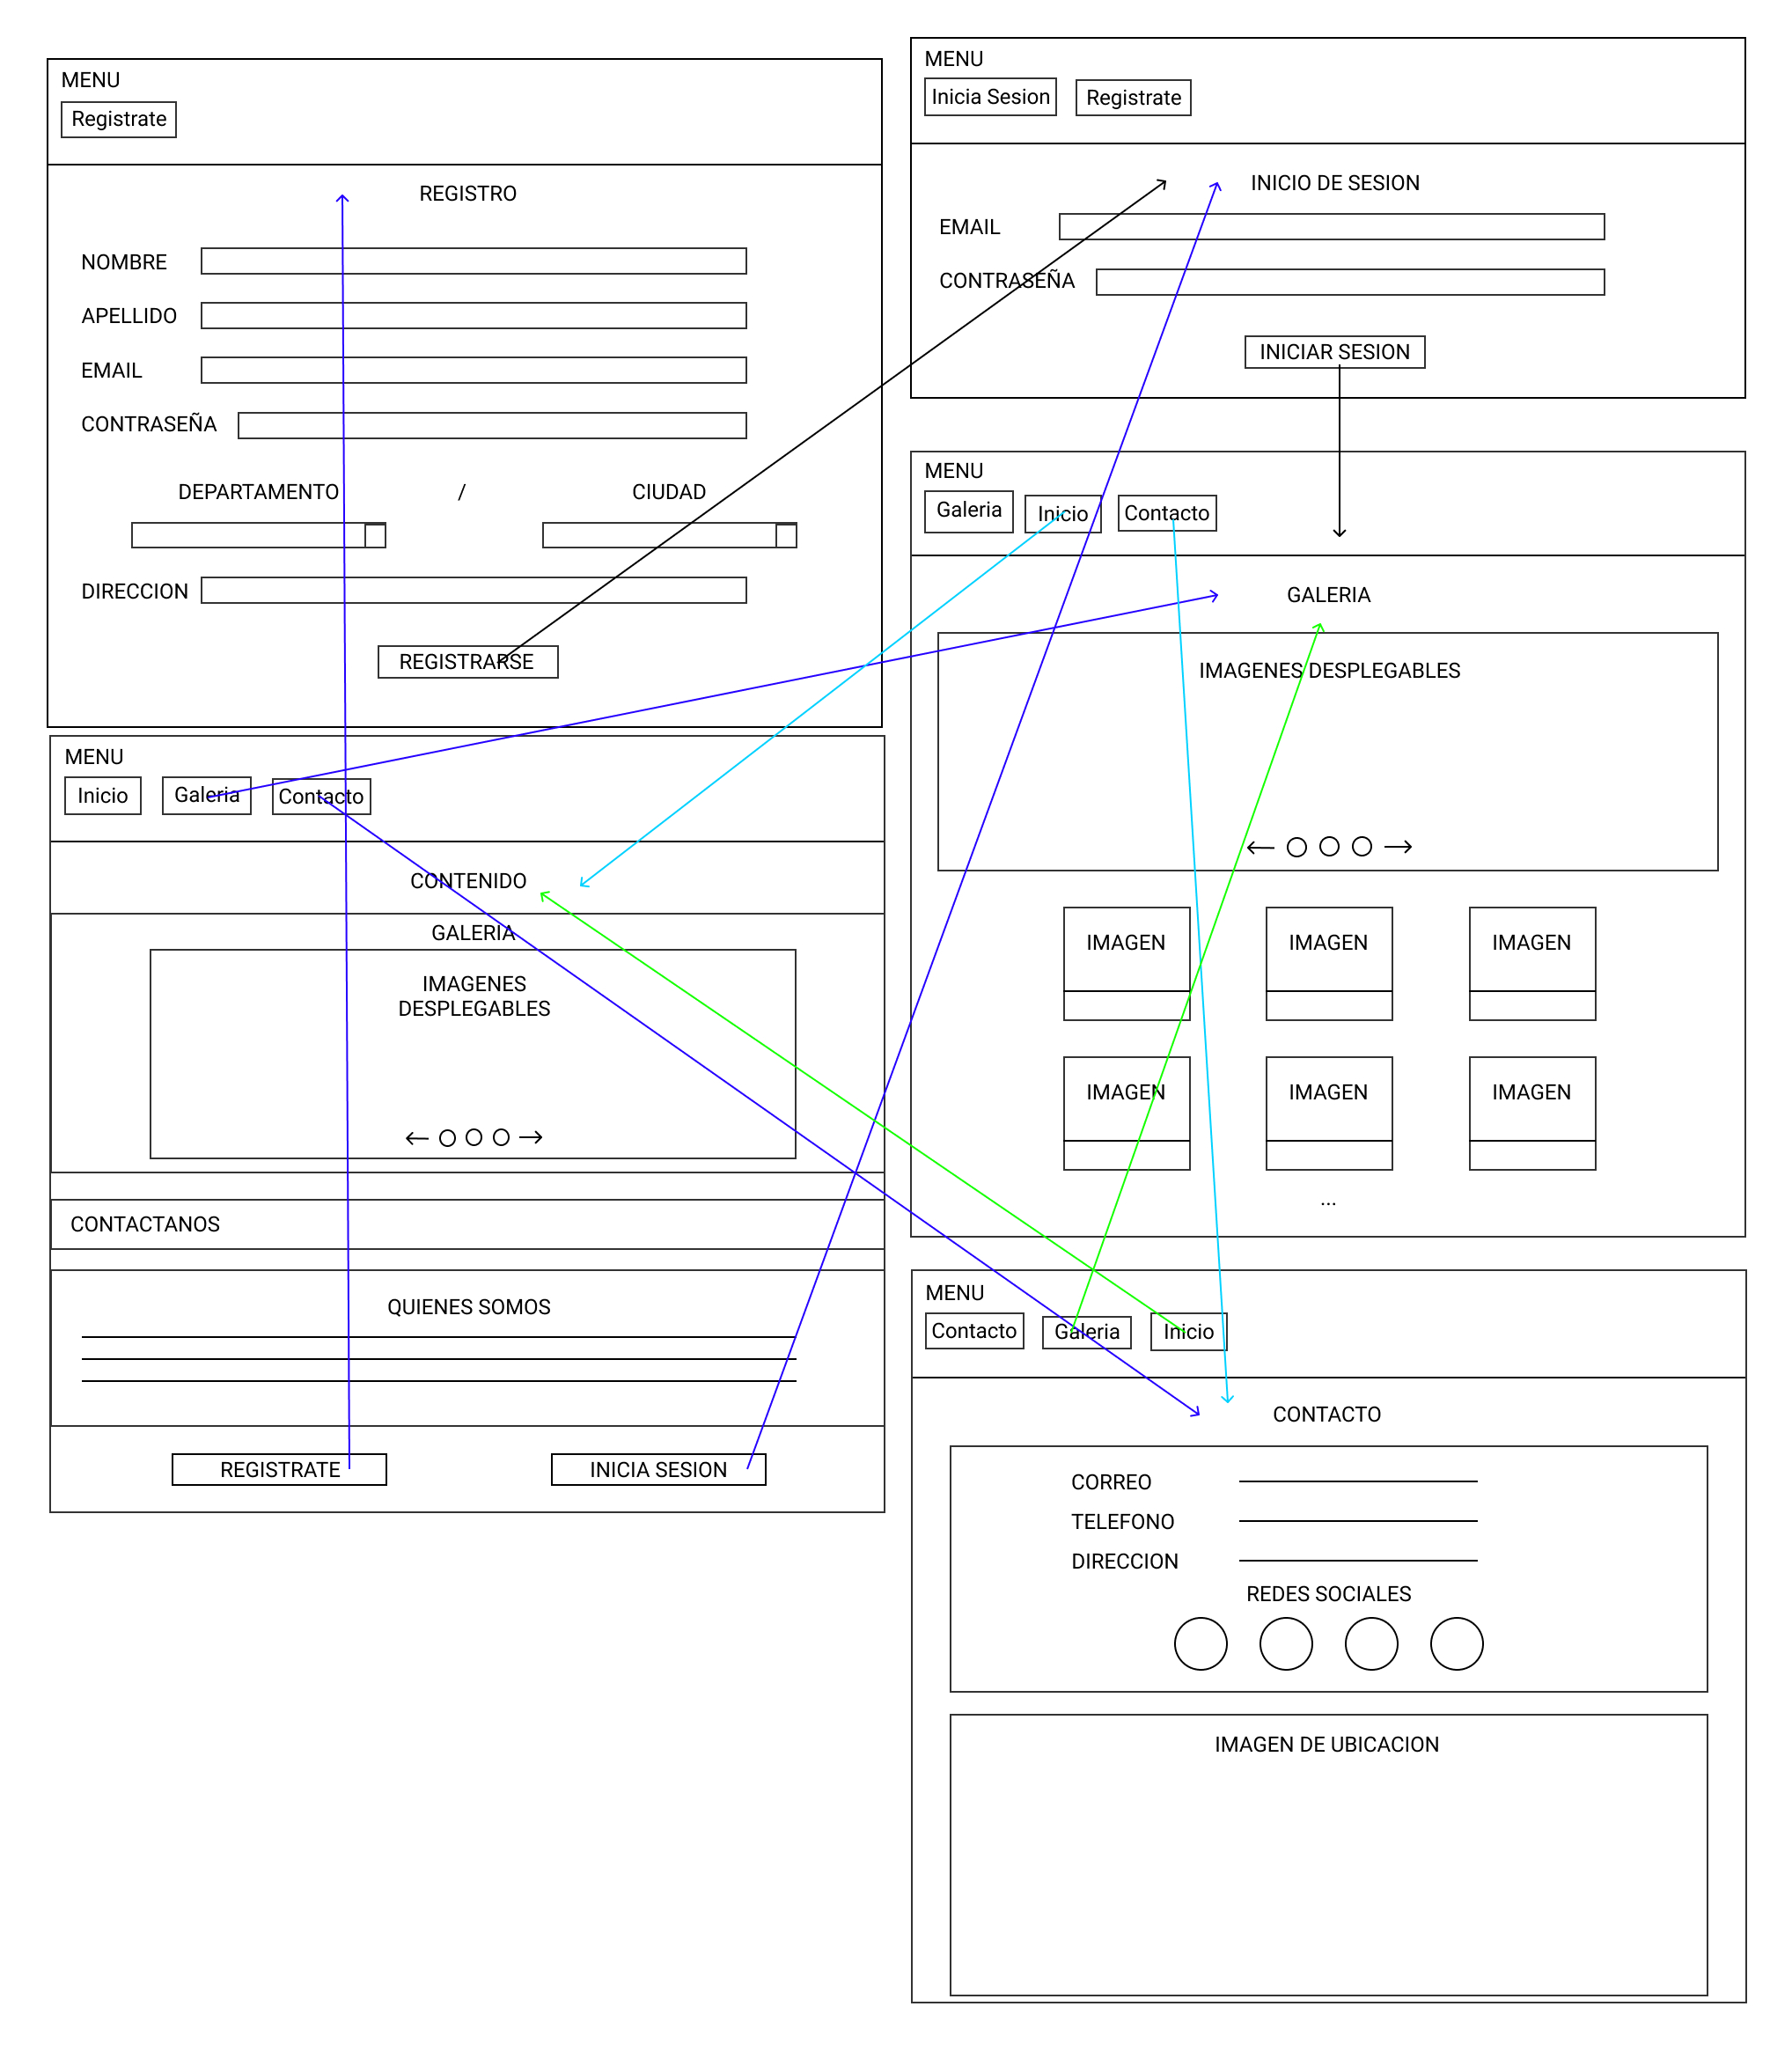 MENU
Registrate
REGISTRO
NOMBRE
APELLIDO
EMAIL
CONTRASEÑA
DEPARTAMENTO / CIUDAD
DIRECCION
REGISTRARSE
MENU
Inicio Galeria Contacto
CONTENIDO
GALERIA
IMAGENES
DESPLEGABLES
CONTACTANOS
QUIENES SOMOS
REGISTRATE INICIA SESION
MENU
Inicia Sesion Registrate
INICIO DE SESION
EMAIL
CONTRASEÑA
INICIAR SESION
MENU
Galeria Inicio Contacto
GALERIA
IMAGENES DESPLEGABLES
IMAGEN IMAGEN IMAGEN
IMAGEN IMAGEN IMAGEN
...
MENU
Contacto Galeria Inicio
CONTACTO
CORREO
TELEFONO
DIRECCION
REDES SOCIALES
IMAGEN DE UBICACION